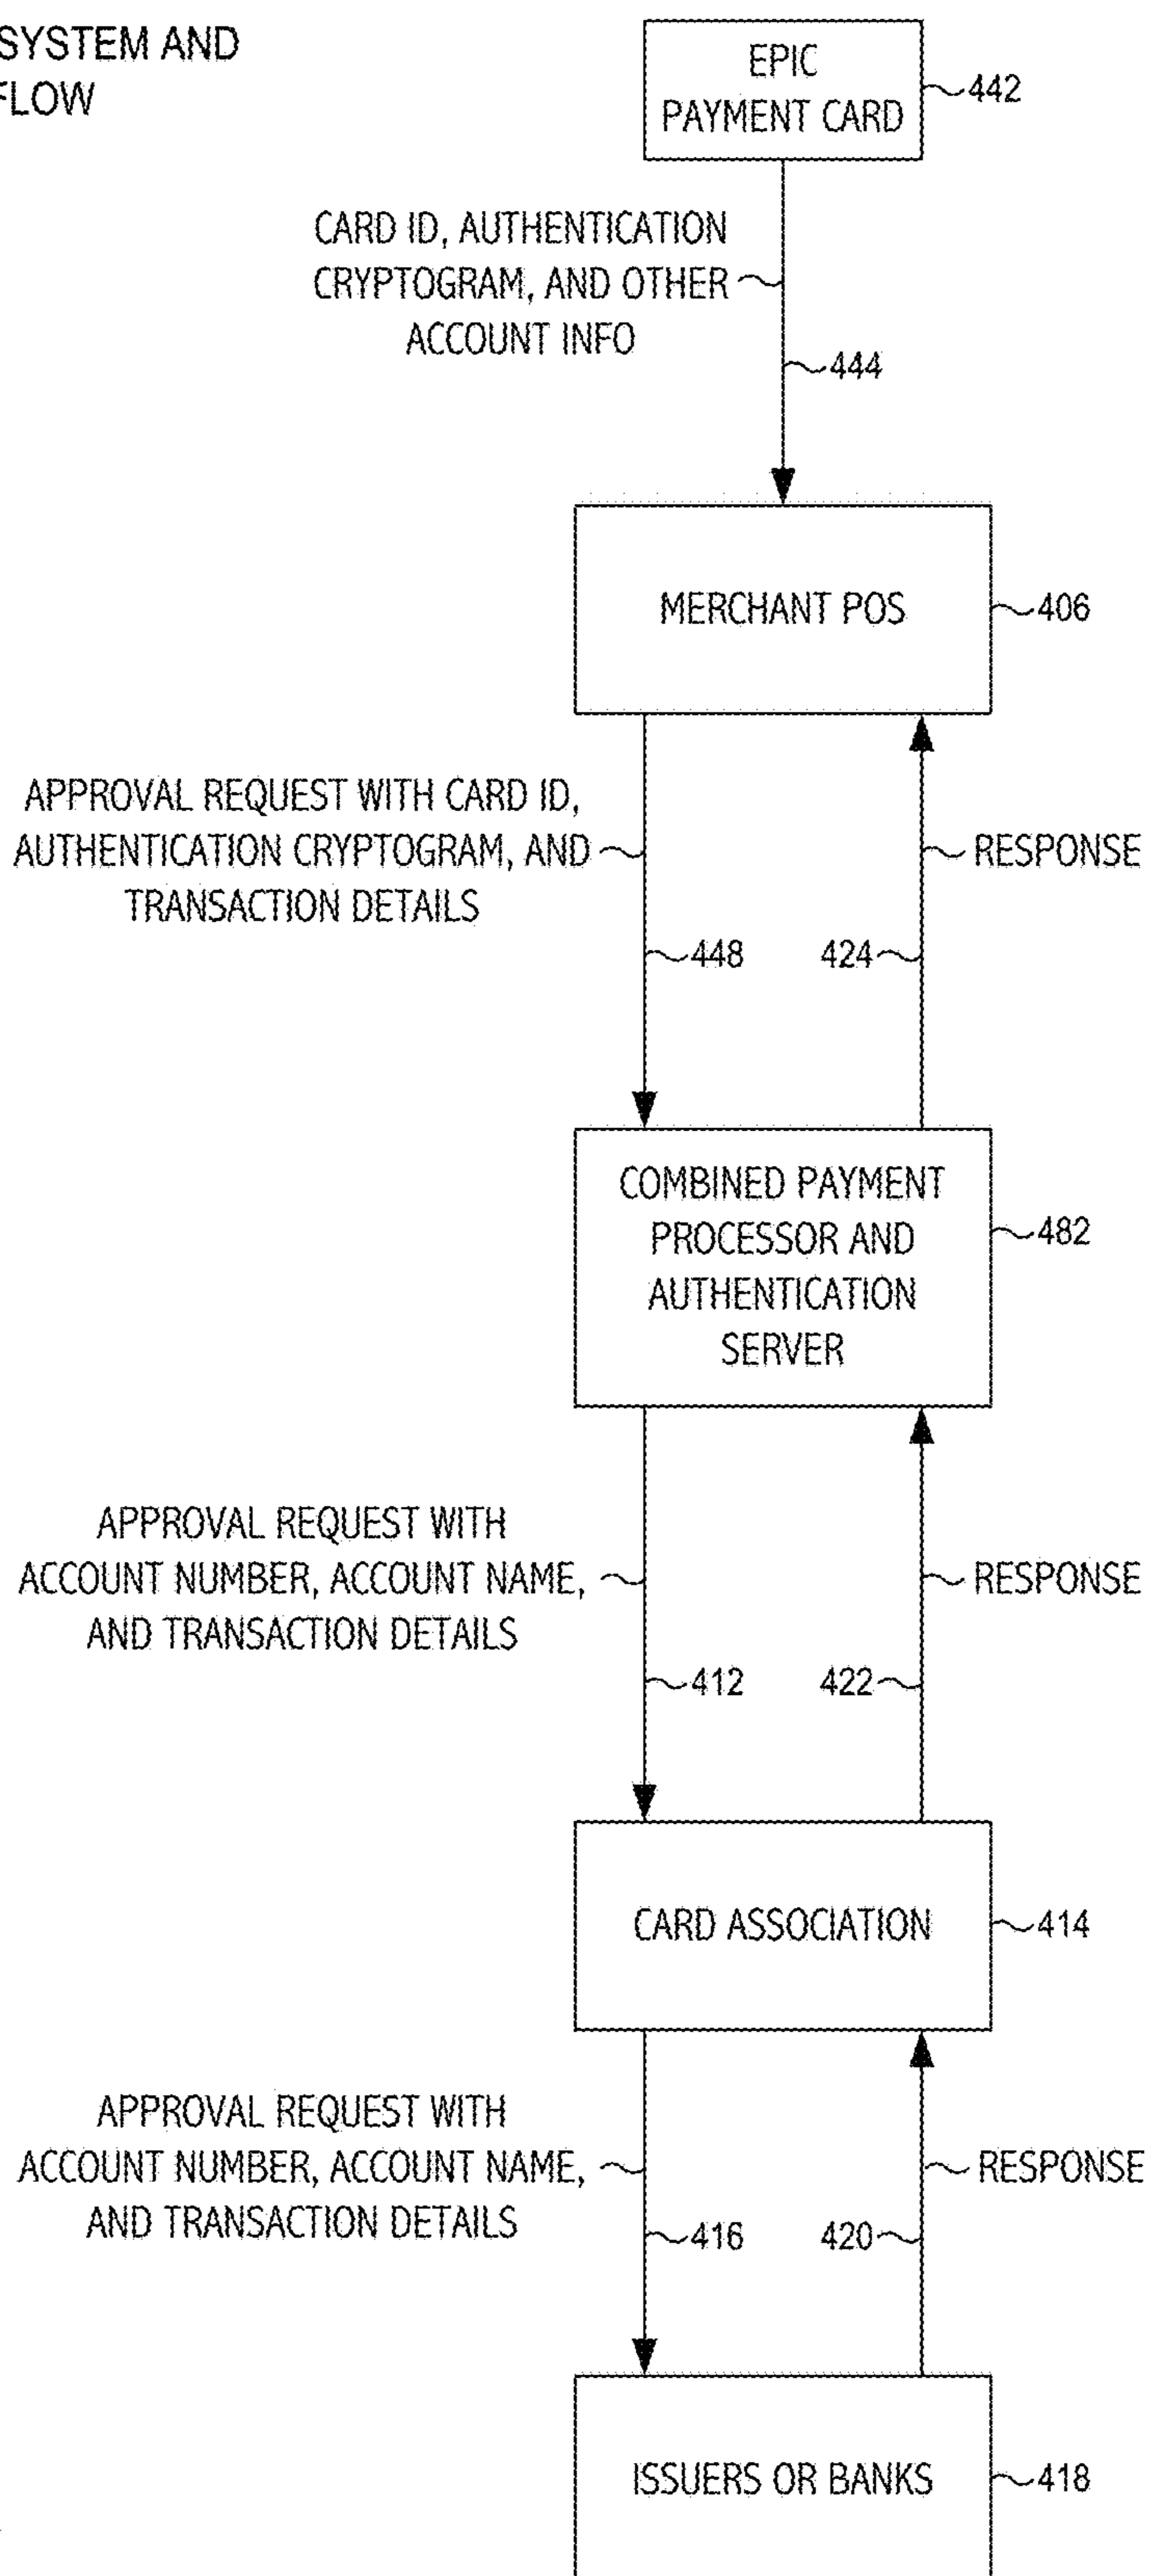 SYSTEM AND
FLOW
EPIC
PAYMENT CARD
442
CARD ID, AUTHENTICATION
CRYPTOGRAM, AND OTHER
ACCOUNT INFO
444
MERCHANT POS
406
APPROVAL REQUEST WITH CARD ID,
AUTHENTICATION CRYPTOGRAM, AND
TRANSACTION DETAILS
RESPONSE
448
424
COMBINED PAYMENT
PROCESSOR AND
AUTHENTICATION
SERVER
482
APPROVAL REQUEST WITH
ACCOUNT NUMBER, ACCOUNT NAME,
AND TRANSACTION DETAILS
RESPONSE
412
422
CARD ASSOCIATION
414
APPROVAL REQUEST WITH
ACCOUNT NUMBER, ACCOUNT NAME,
AND TRANSACTION DETAILS
RESPONSE
416
420
ISSUERS OR BANKS
418